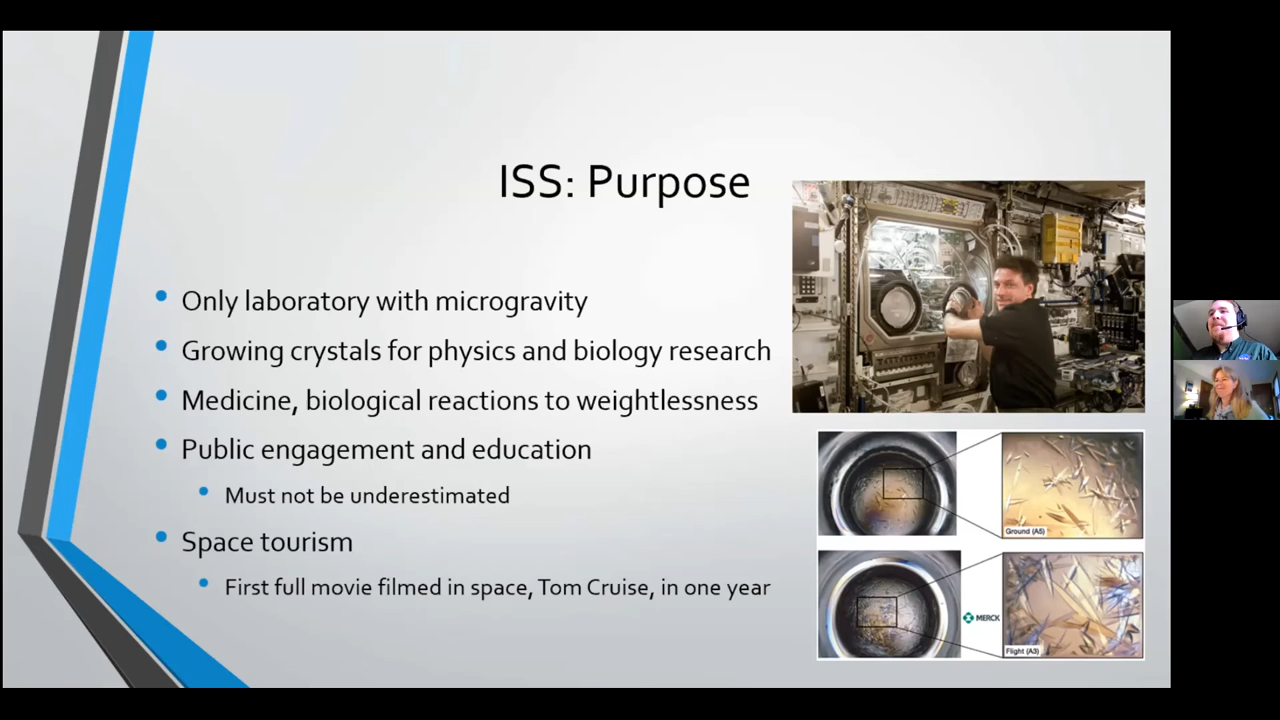 ISS: Purpose
Only laboratory with microgravity
Growing crystals for physics and biology research
Medicine, biological reactions to weightlessness
Public engagement and education
Must not be underestimated
Space tourism
First full movie filmed in space, Tom Cruise, in one year
Ground (A5)
MERCK
Flight (A3)